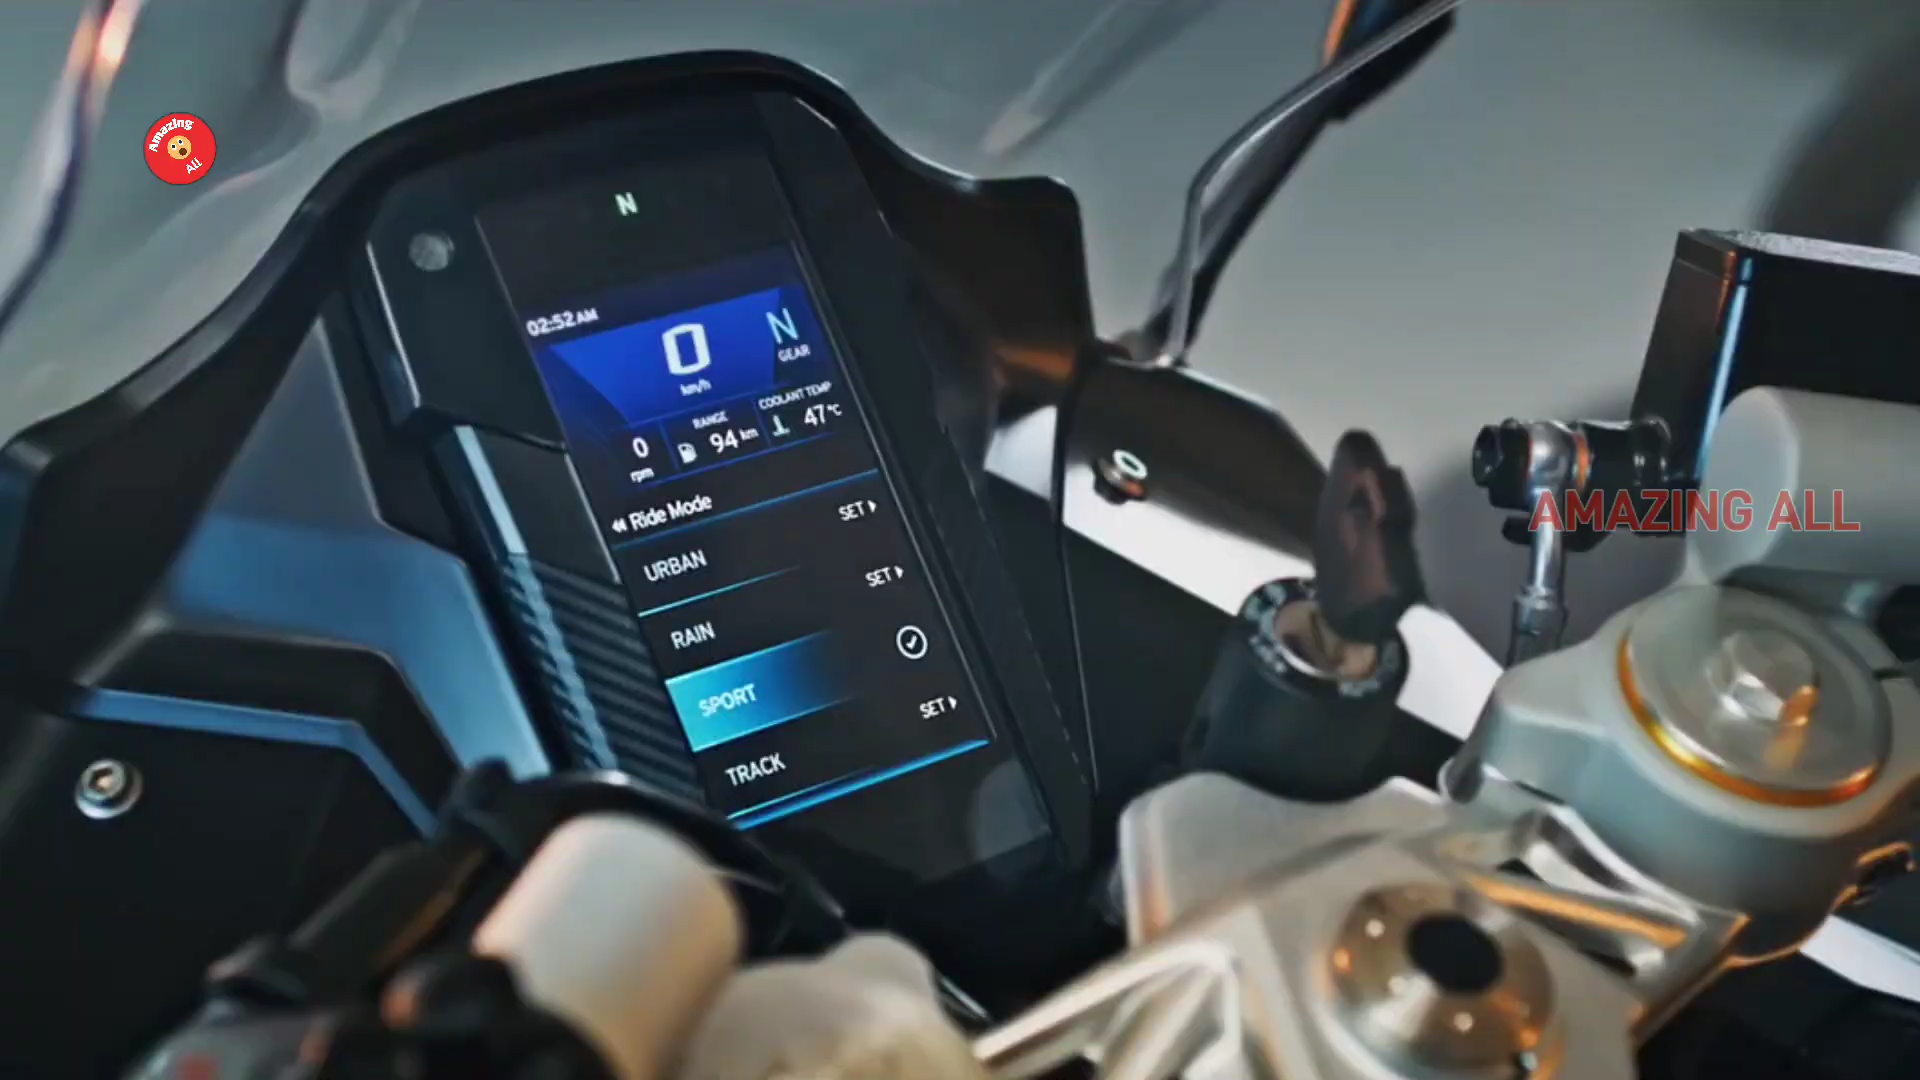 Amazing
All
N
02:52 AM
0
km/h
N
GEAR
0
rpm
RANGE
94 km
COOLANT TEMP
47 °C
Ride Mode
URBAN
SET
RAIN
SET
SPORT
TRACK
SET
AMAZING ALL